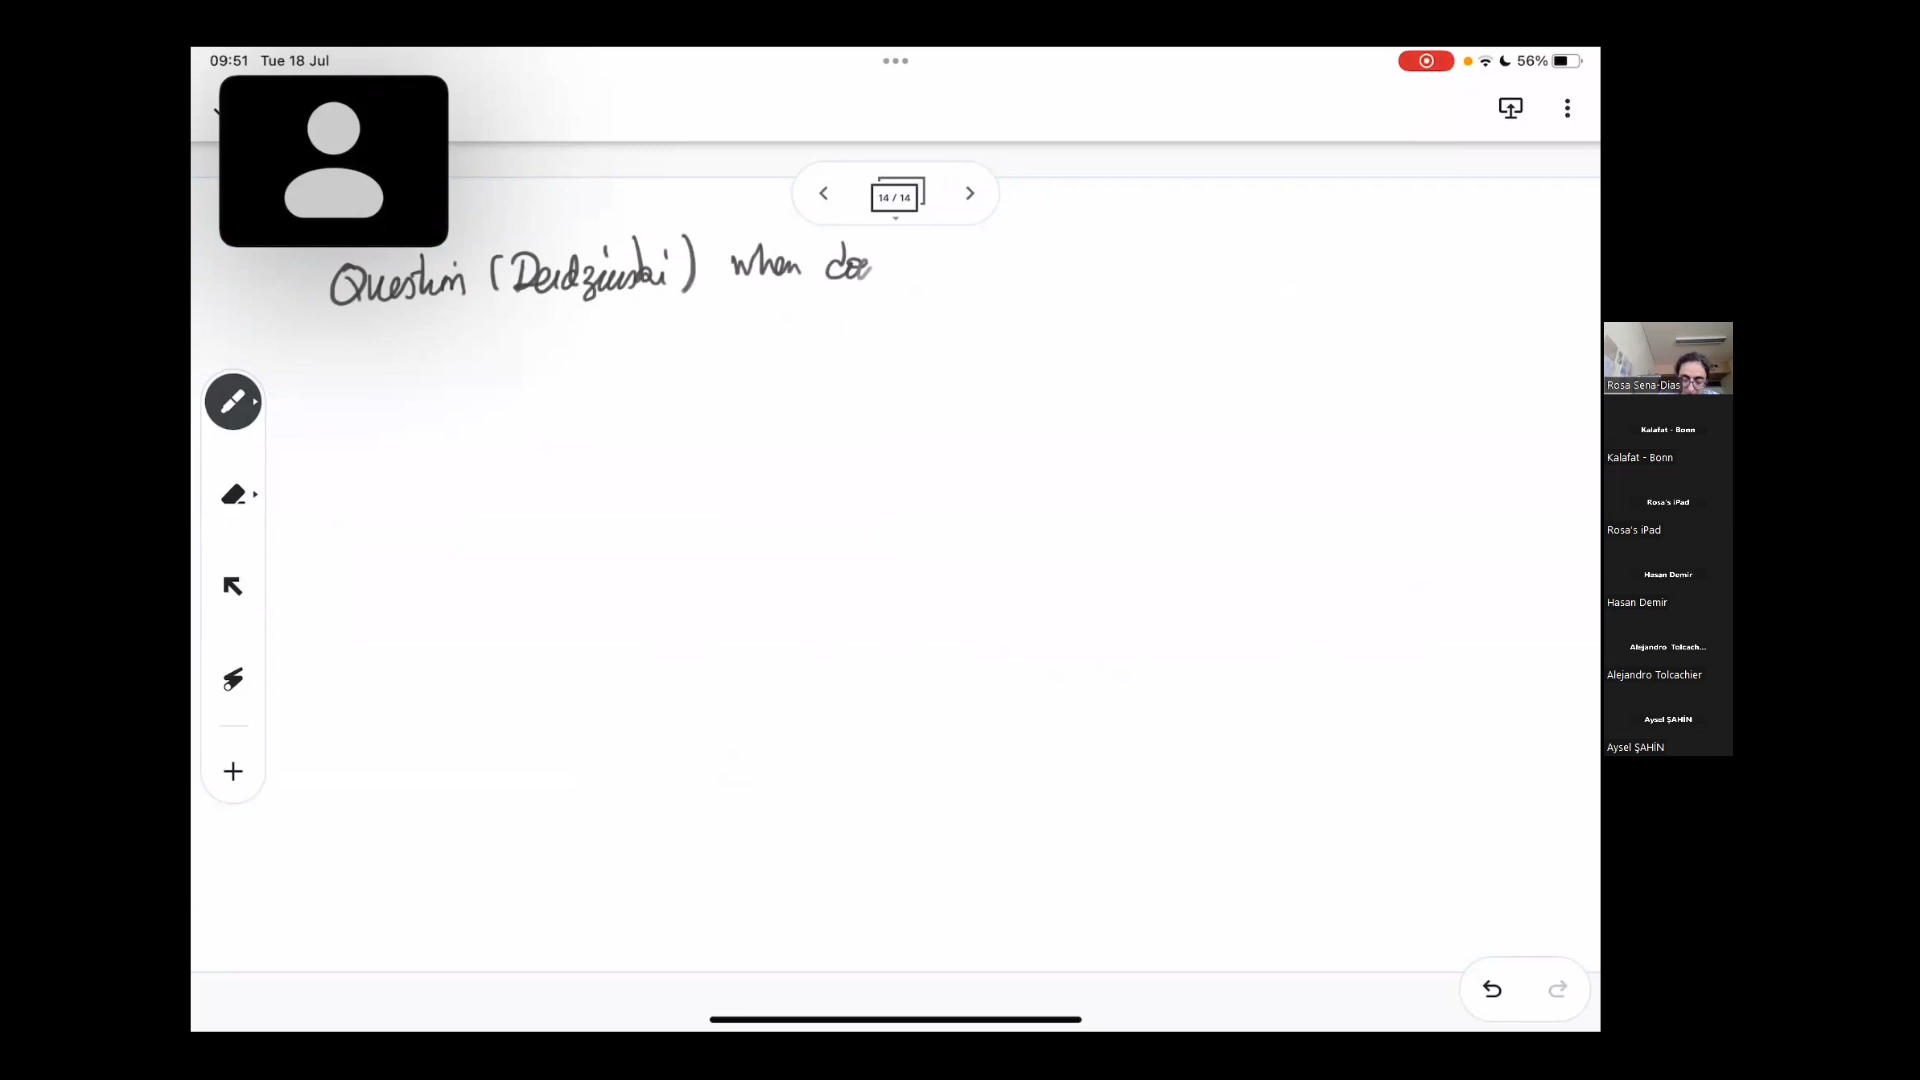 09:51 Tue 18 Jul
56%
14 / 14
Question (Derdzinski) when doe
Rosa Sena-Dias
Kalafat - Bonn
Kalafat - Bonn
Rosa's iPad
Rosa's iPad
Hasan Demir
Hasan Demir
Alejandro Tolcach...
Alejandro Tolcachier
Aysel ŞAHİN
Aysel ŞAHİN